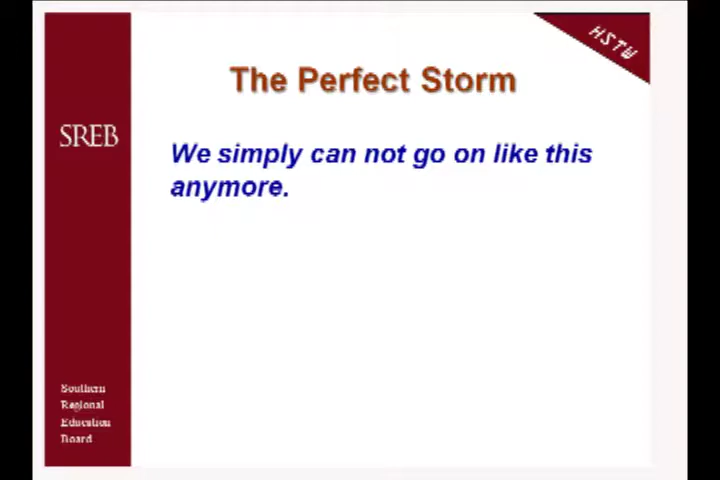 HSTW
The Perfect Storm
SREB
We simply can not go on like this
anymore.
Southern
Regional
Education
Board